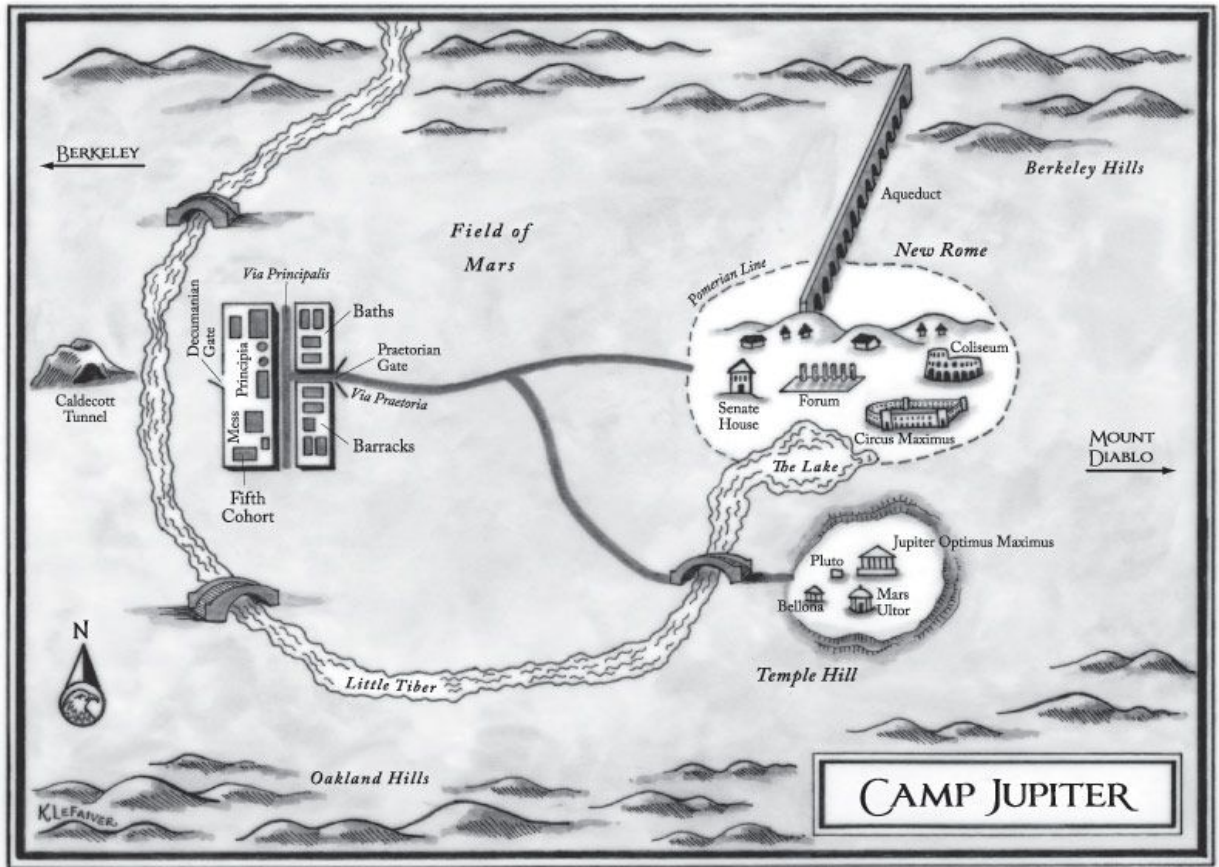 BERKELEY
Berkeley Hills
Aqueduct
Field of
Mars
New Rome
Pomerian Line
Via Principalis
Decumanian
Gate
Baths
Principia
Praetorian
Gate
Coliseum
Caldecott
Tunnel
Via Praetoria
Senate
House
Forum
Mess
Circus Maximus
Barracks
MOUNT
DIABLO
The Lake
Fifth
Cohort
Jupiter Optimus Maximus
Pluto
Bellona
Mars
Ultor
N
Temple Hill
Little Tiber
Oakland Hills
CAMP JUPITER
K. LEFAIVER